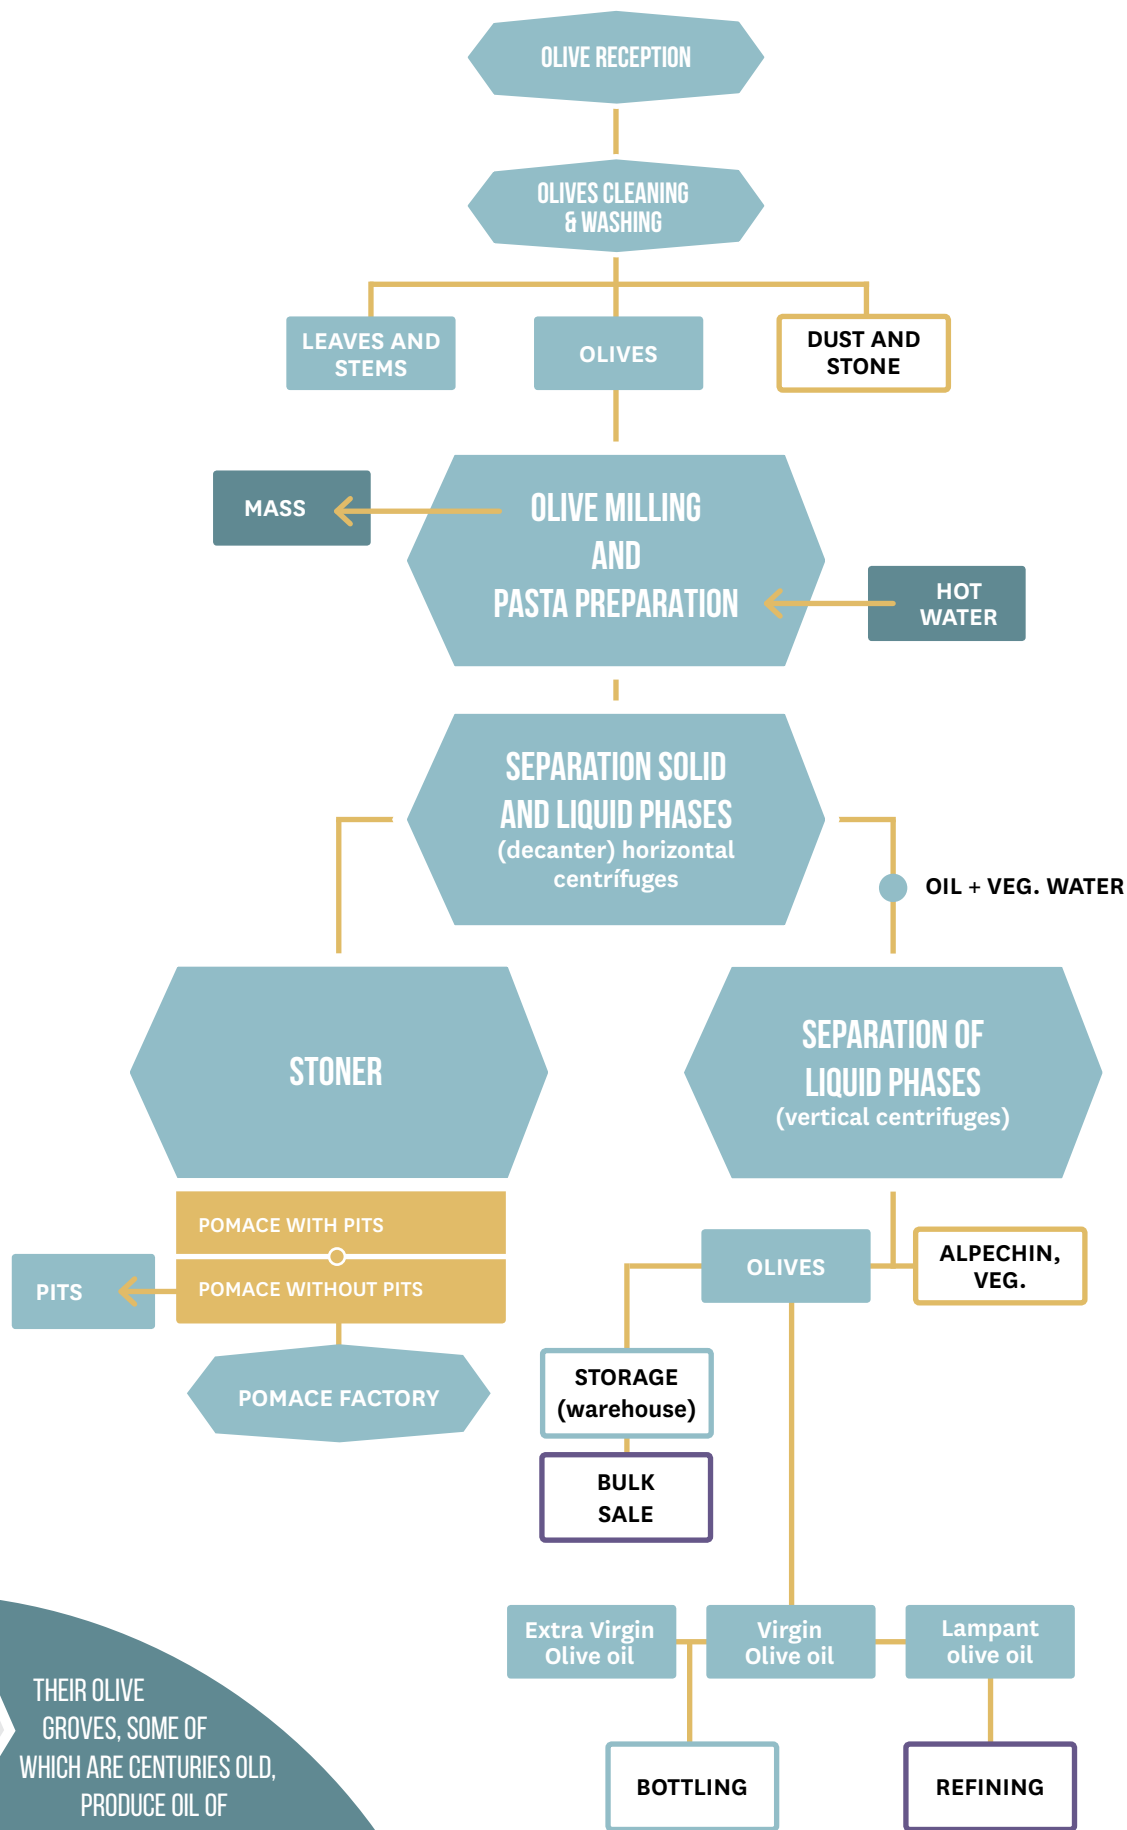 OLIVE RECEPTION
OLIVES CLEANING
& WASHING
LEAVES AND
STEMS
OLIVES
DUST AND
STONE
MASS
OLIVE MILLING
AND
PASTA PREPARATION
HOT
WATER
SEPARATION SOLID
AND LIQUID PHASES
(decanter) horizontal
centrífuges
OIL + VEG. WATER
STONER
SEPARATION OF
LIQUID PHASES
(vertical centrifuges)
POMACE WITH PITS
PITS
POMACE WITHOUT PITS
POMACE FACTORY
OLIVES
ALPECHIN,
VEG.
STORAGE
(warehouse)
BULK
SALE
Extra Virgin
Olive oil
Virgin
Olive oil
Lampant
olive oil
BOTTLING
REFINING
THEIR OLIVE
GROVES, SOME OF
WHICH ARE CENTURIES OLD,
PRODUCE OIL OF